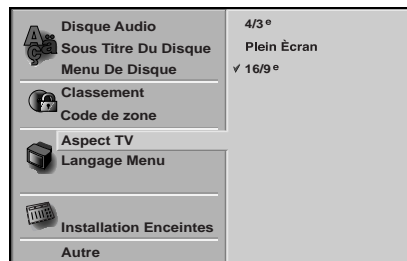 Disque Audio
Sous Titre Du Disque
Menu De Disque
Classement
Code de zone
Aspect TV
Langage Menu
Installation Enceintes
Autre
4/3 e
Plein Ècran
✓ 16/9 e